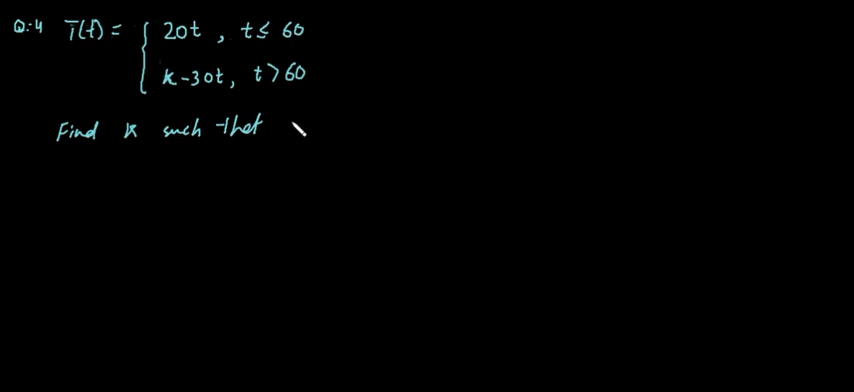 Q:-4 T(t) = { 20t , t ≤ 60
k-30t, t > 60
Find k such that